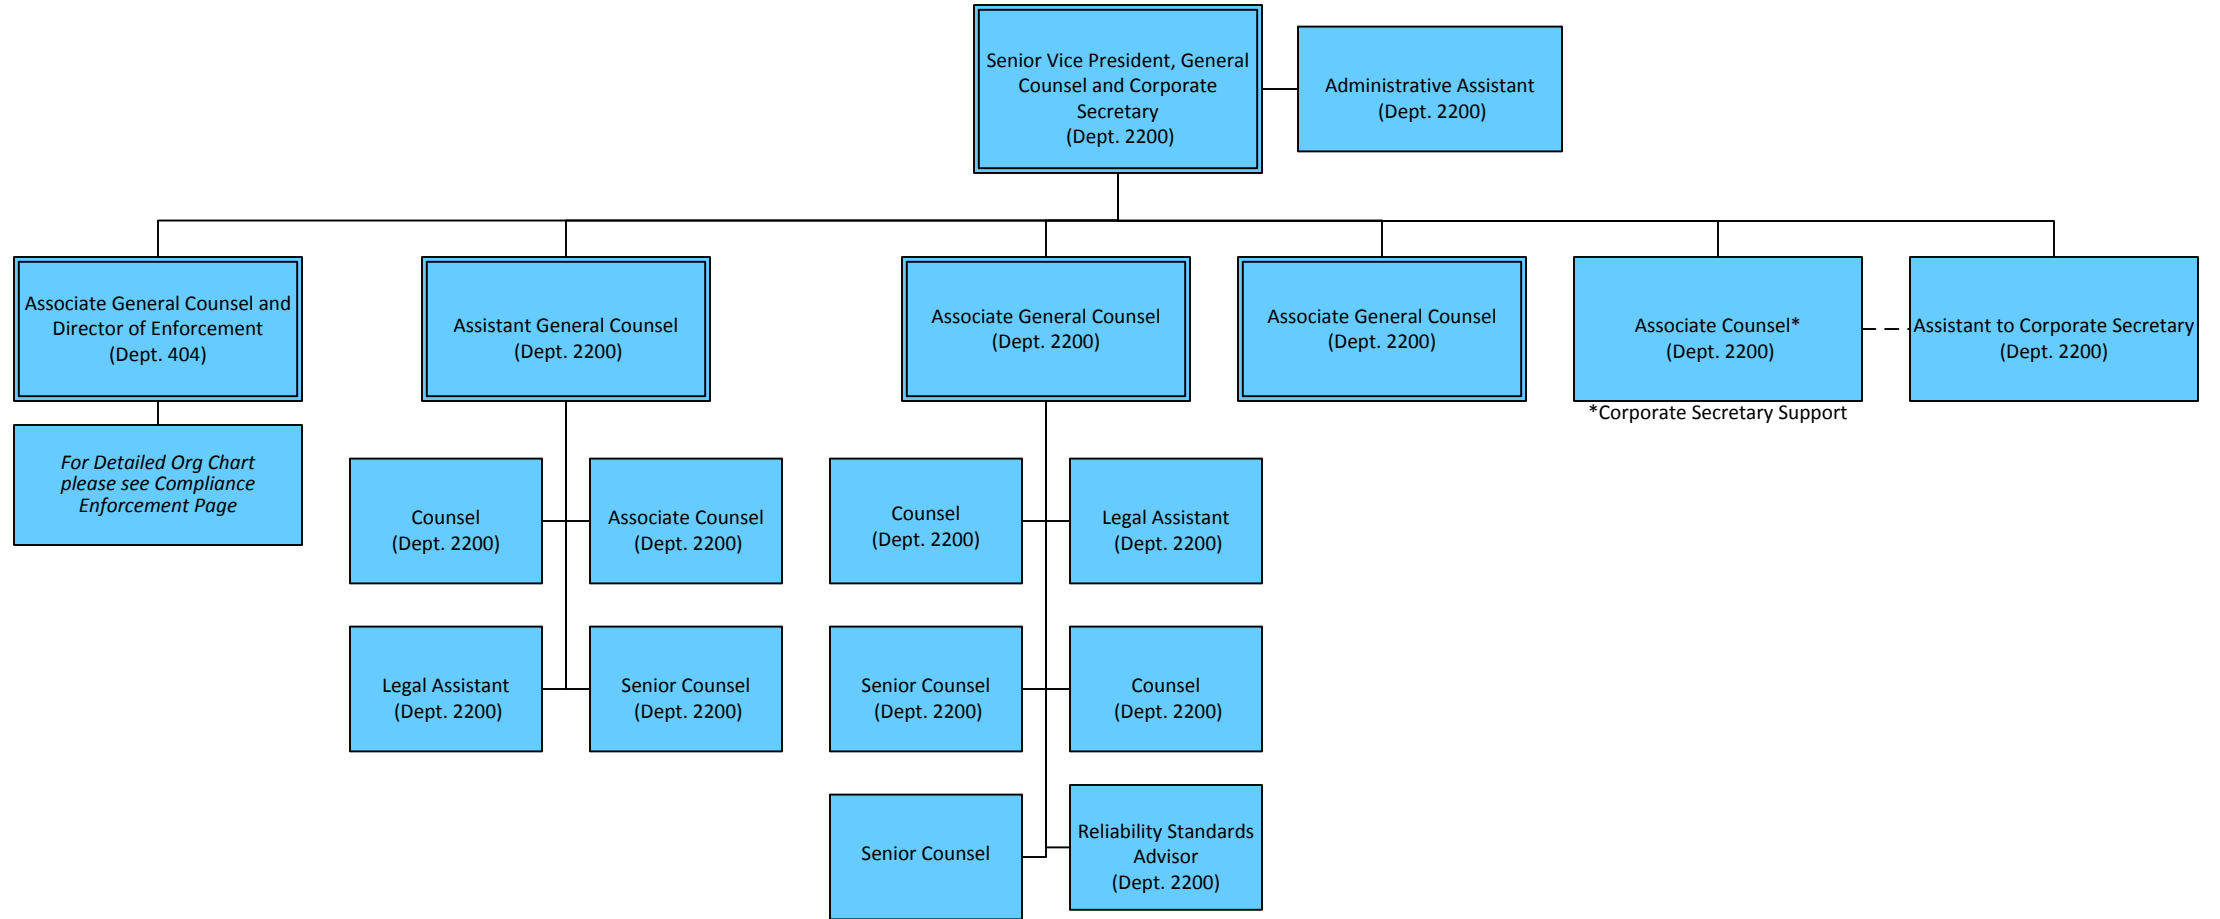 Senior Vice President, General
Counsel and Corporate
Secretary
(Dept. 2200)
Administrative Assistant
(Dept. 2200)
Associate General Counsel and
Director of Enforcement
(Dept. 404)
Assistant General Counsel
(Dept. 2200)
Associate General Counsel
(Dept. 2200)
Associate General Counsel
(Dept. 2200)
Associate Counsel*
(Dept. 2200)
*Corporate Secretary Support
Assistant to Corporate Secretary
(Dept. 2200)
For Detailed Org Chart
please see Compliance
Enforcement Page
Counsel
(Dept. 2200)
Associate Counsel
(Dept. 2200)
Counsel
(Dept. 2200)
Legal Assistant
(Dept. 2200)
Legal Assistant
(Dept. 2200)
Senior Counsel
(Dept. 2200)
Senior Counsel
(Dept. 2200)
Counsel
(Dept. 2200)
Senior Counsel
Reliability Standards
Advisor
(Dept. 2200)